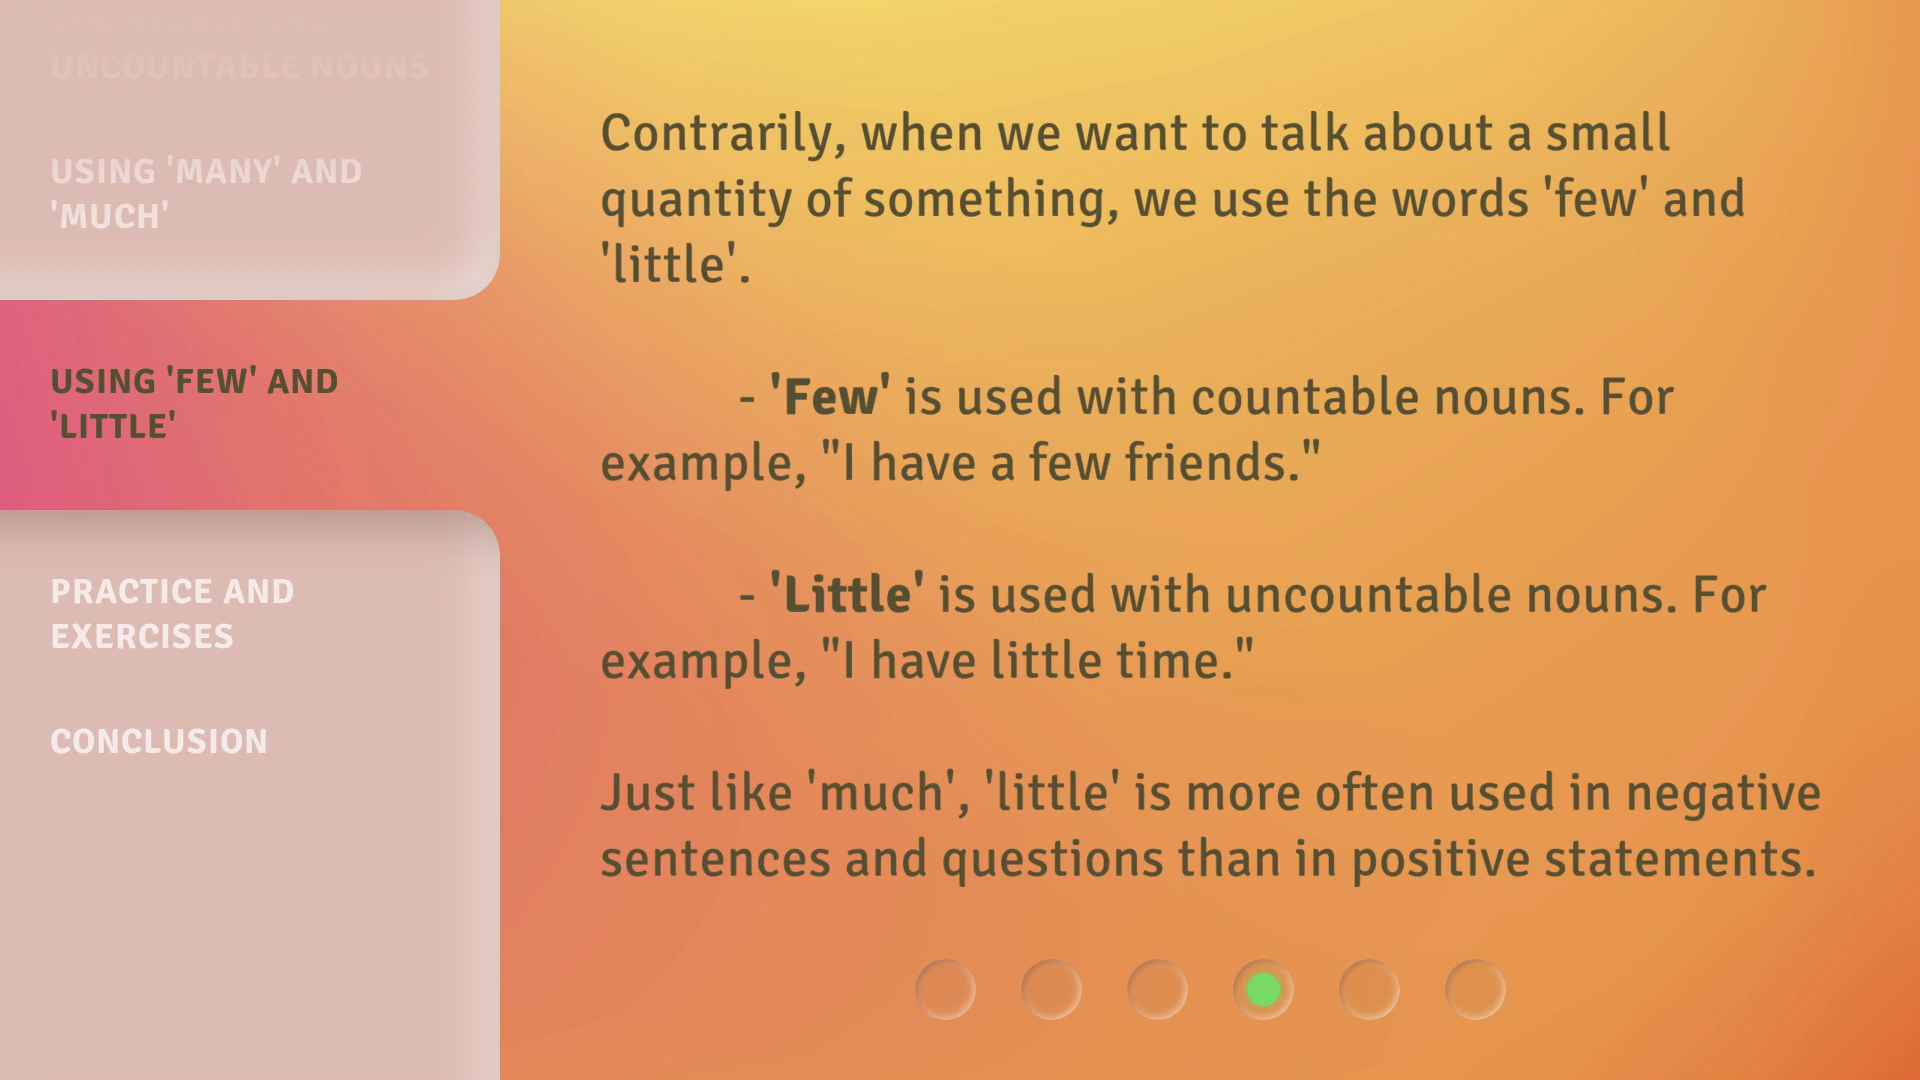 UNCOUNTABLE NOUNS
USING 'MANY' AND
'MUCH'
USING 'FEW' AND
'LITTLE'
PRACTICE AND
EXERCISES
CONCLUSION
Contrarily, when we want to talk about a small
quantity of something, we use the words 'few' and
'little'.
- 'Few' is used with countable nouns. For
example, "I have a few friends."
- 'Little' is used with uncountable nouns. For
example, "I have little time."
Just like 'much', 'little' is more often used in negative
sentences and questions than in positive statements.